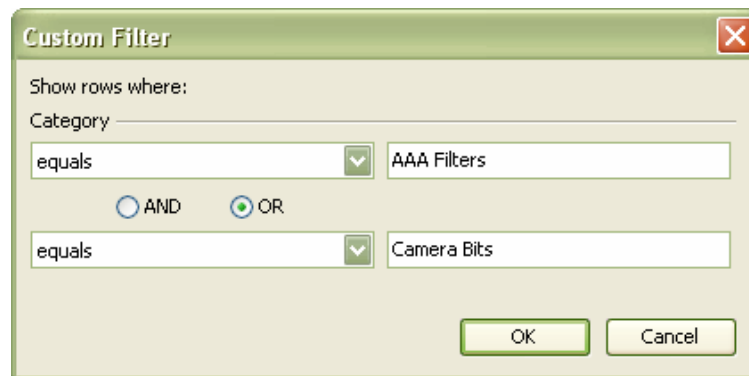 Custom Filter
Show rows where:
Category
equals AAA Filters
AND OR
equals Camera Bits
OK Cancel